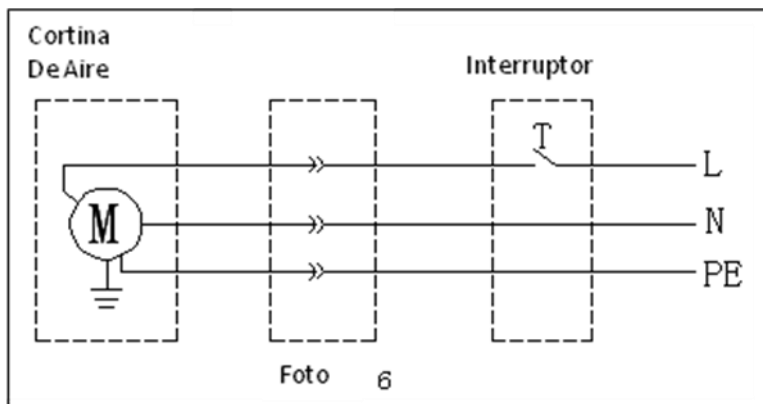 Cortina
De Aire
Interruptor
T
L
M
N
PE
Foto 6